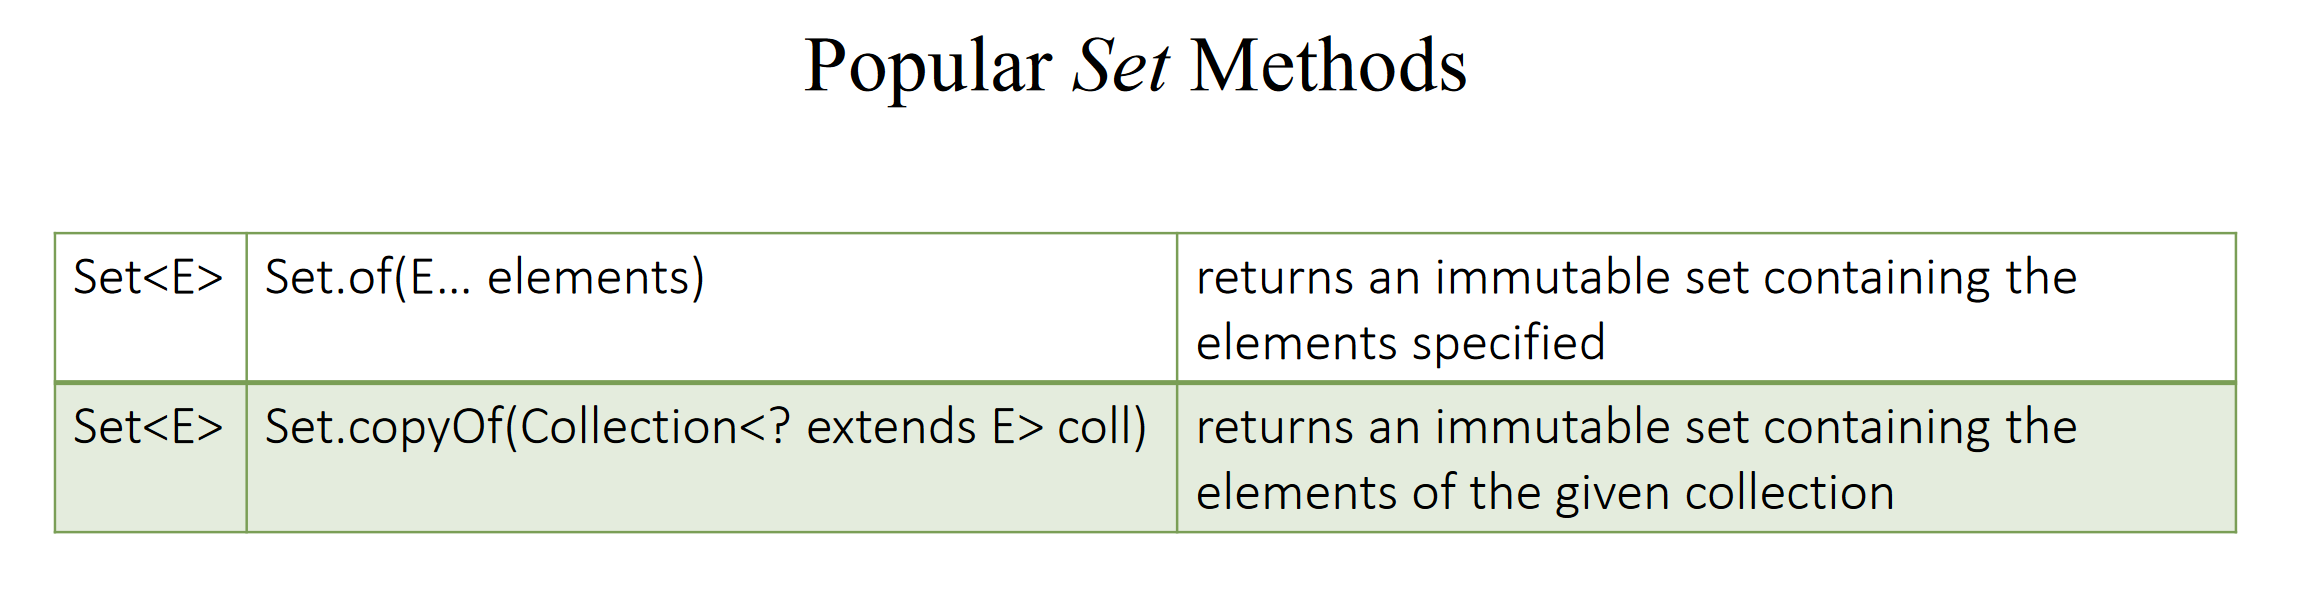 Popular Set Methods
Set<E>
Set.of(E... elements)
returns an immutable set containing the
elements specified
Set<E>
Set.copyOf(Collection<? extends E> coll)
returns an immutable set containing the
elements of the given collection